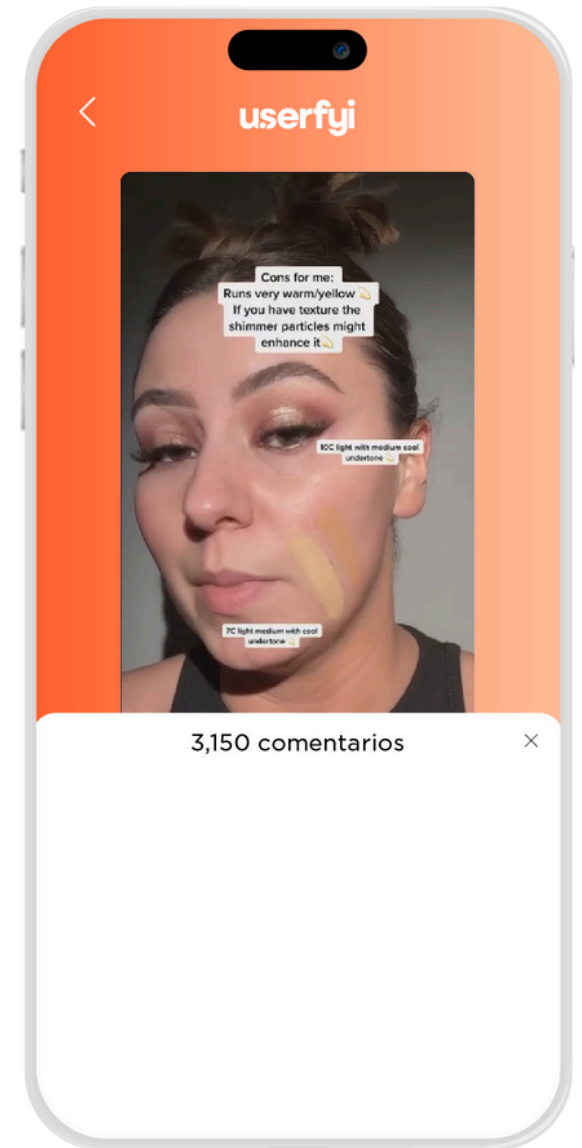 userfyi
Cons for me:
Runs very warm/yellow 💫
If you have texture the
shimmer particles might
enhance it💫
10C light with medium cool
undertone 💫
7C light medium with cool
undertone 💫
3,150 comentarios